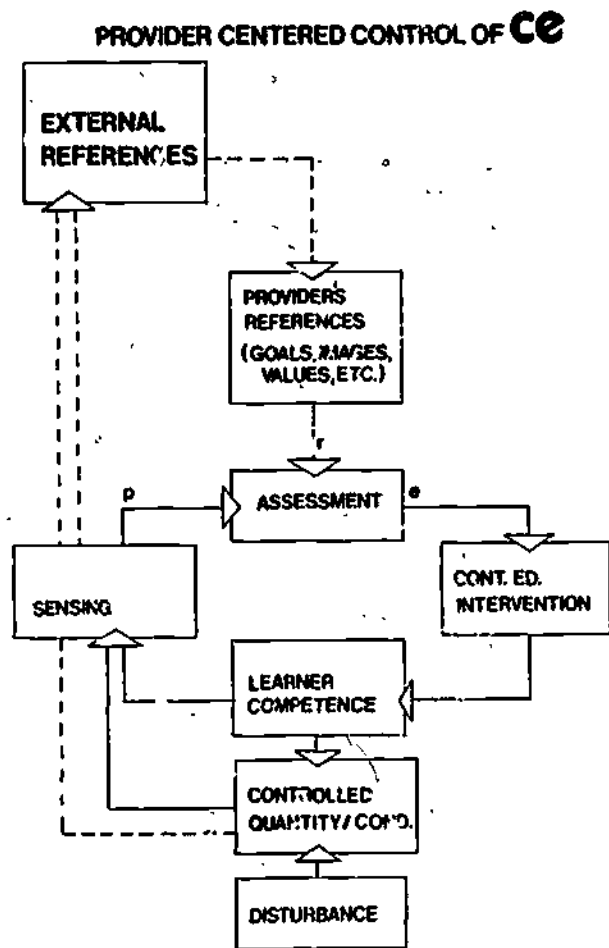 PROVIDER CENTERED CONTROL OF ce
EXTERNAL
REFERENCES
PROVIDER'S
REFERENCES
(GOALS, IMAGES,
VALUES, ETC.)
r
p
ASSESSMENT
e
SENSING
CONT. ED.
INTERVENTION
LEARNER
COMPETENCE
CONTROLLED
QUANTITY/COND.
DISTURBANCE